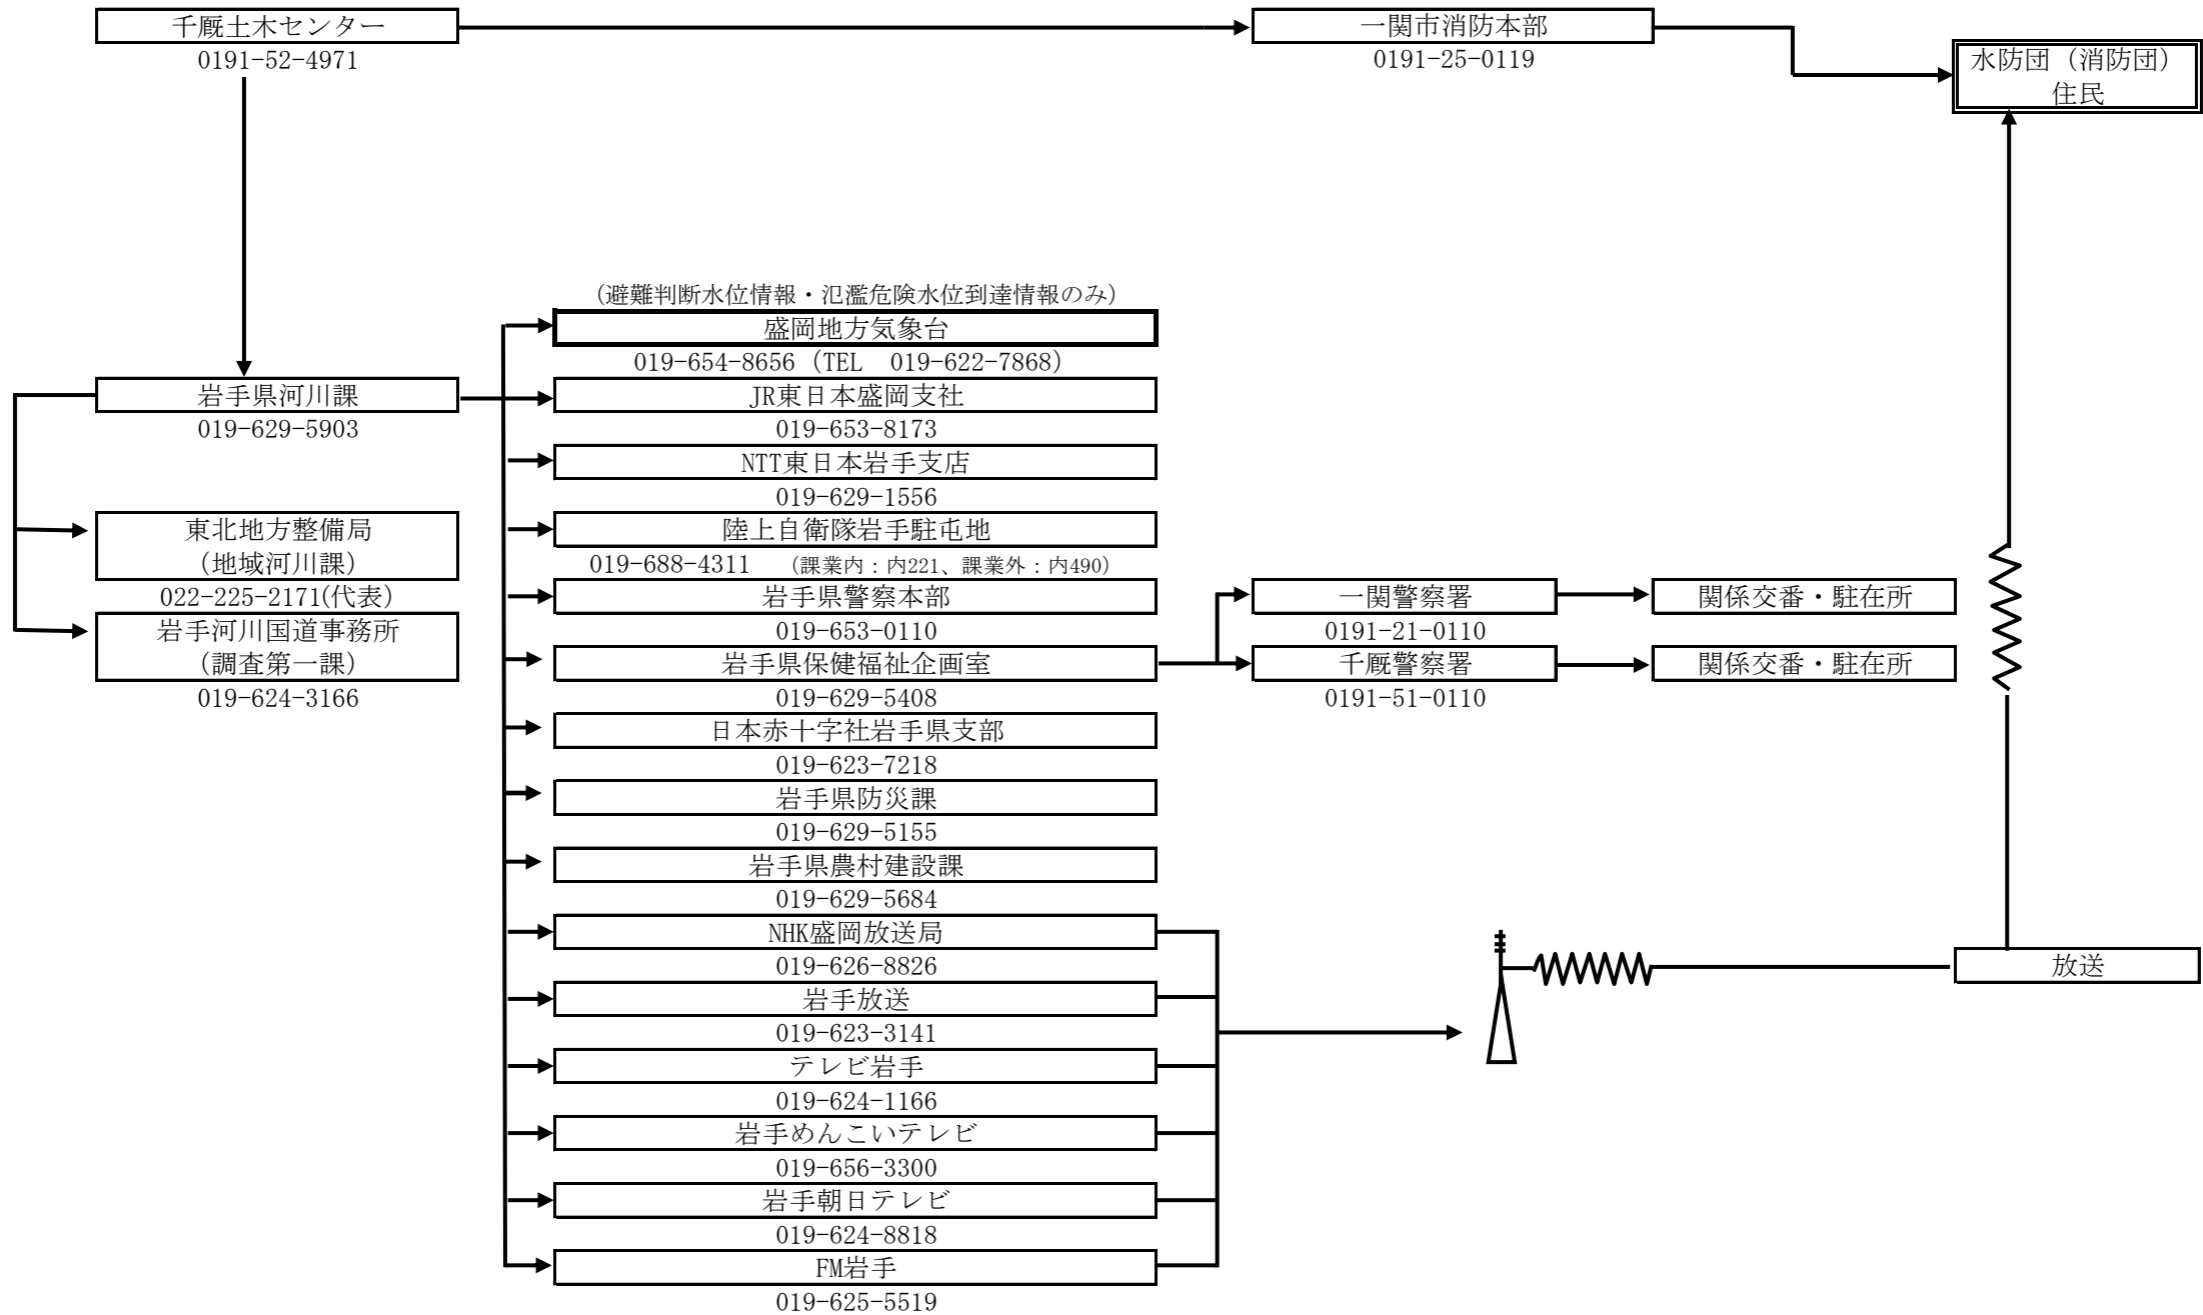 千厩土木センター
0191-52-4971
一関市消防本部
0191-25-0119
水防団（消防団）
住民
（避難判断水位情報・氾濫危険水位到達情報のみ）
盛岡地方気象台
019-654-8656（TEL　019-622-7868）
岩手県河川課
019-629-5903
JR東日本盛岡支社
019-653-8173
NTT東日本岩手支店
019-629-1556
東北地方整備局
（地域河川課）
022-225-2171(代表）
陸上自衛隊岩手駐屯地
019-688-4311　（課業内：内221、課業外：内490）
岩手県警察本部
019-653-0110
一関警察署
0191-21-0110
関係交番・駐在所
岩手河川国道事務所
（調査第一課）
019-624-3166
岩手県保健福祉企画室
019-629-5408
千厩警察署
0191-51-0110
関係交番・駐在所
日本赤十字社岩手県支部
019-623-7218
岩手県防災課
019-629-5155
岩手県農村建設課
019-629-5684
NHK盛岡放送局
019-626-8826
放送
岩手放送
019-623-3141
テレビ岩手
019-624-1166
岩手めんこいテレビ
019-656-3300
岩手朝日テレビ
019-624-8818
FM岩手
019-625-5519